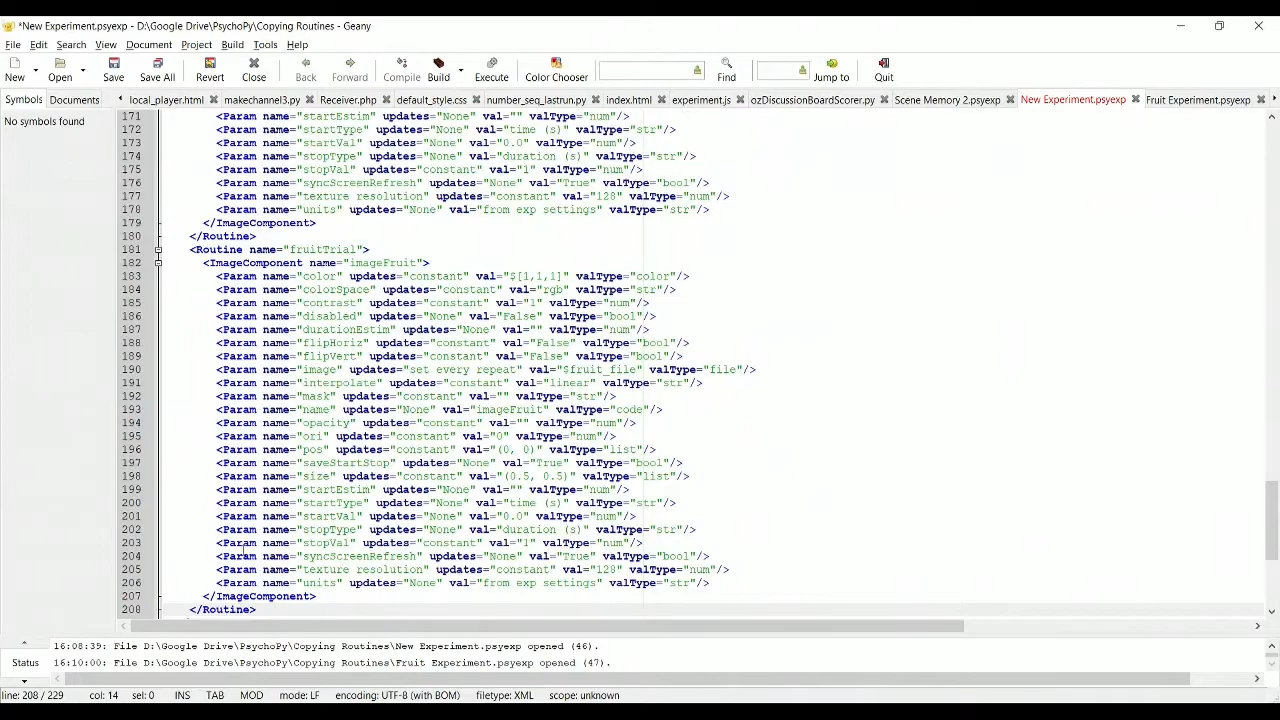 *New Experiment.psyexp - D:\Google Drive\PsychoPy\Copying Routines - Geany
File Edit Search View Document Project Build Tools Help
New Open Save Save All Revert Close Back Forward Compile Build Execute Color Chooser Find Jump to Quit
Symbols Documents local_player.html makechannel3.py Receiver.php default_style.css number_seq_lastrun.py index.html experiment.js ozDiscussionBoardScorer.py Scene Memory 2.psyexp New Experiment.psyexp Fruit Experiment.psyexp
No symbols found
171 <Param name="startEstim" updates="None" val="" valType="num"/>
172 <Param name="startType" updates="None" val="time (s)" valType="str"/>
173 <Param name="startVal" updates="None" val="0.0" valType="num"/>
174 <Param name="stopType" updates="None" val="duration (s)" valType="str"/>
175 <Param name="stopVal" updates="constant" val="1" valType="num"/>
176 <Param name="syncScreenRefresh" updates="None" val="True" valType="bool"/>
177 <Param name="texture resolution" updates="constant" val="128" valType="num"/>
178 <Param name="units" updates="None" val="from exp settings" valType="str"/>
179 </ImageComponent>
180 </Routine>
181 <Routine name="fruitTrial">
182 <ImageComponent name="imageFruit">
183 <Param name="color" updates="constant" val="$[1,1,1]" valType="color"/>
184 <Param name="colorSpace" updates="constant" val="rgb" valType="str"/>
185 <Param name="contrast" updates="constant" val="1" valType="num"/>
186 <Param name="disabled" updates="None" val="False" valType="bool"/>
187 <Param name="durationEstim" updates="None" val="" valType="num"/>
188 <Param name="flipHoriz" updates="constant" val="False" valType="bool"/>
189 <Param name="flipVert" updates="constant" val="False" valType="bool"/>
190 <Param name="image" updates="set every repeat" val="$fruit_file" valType="file"/>
191 <Param name="interpolate" updates="constant" val="linear" valType="str"/>
192 <Param name="mask" updates="constant" val="" valType="str"/>
193 <Param name="name" updates="None" val="imageFruit" valType="code"/>
194 <Param name="opacity" updates="constant" val="" valType="num"/>
195 <Param name="ori" updates="constant" val="0" valType="num"/>
196 <Param name="pos" updates="constant" val="(0, 0)" valType="list"/>
197 <Param name="saveStartStop" updates="None" val="True" valType="bool"/>
198 <Param name="size" updates="constant" val="(0.5, 0.5)" valType="list"/>
199 <Param name="startEstim" updates="None" val="" valType="num"/>
200 <Param name="startType" updates="None" val="time (s)" valType="str"/>
201 <Param name="startVal" updates="None" val="0.0" valType="num"/>
202 <Param name="stopType" updates="None" val="duration (s)" valType="str"/>
203 <Param name="stopVal" updates="constant" val="1" valType="num"/>
204 <Param name="syncScreenRefresh" updates="None" val="True" valType="bool"/>
205 <Param name="texture resolution" updates="constant" val="128" valType="num"/>
206 <Param name="units" updates="None" val="from exp settings" valType="str"/>
207 </ImageComponent>
208 </Routine>
16:08:39: File D:\Google Drive\PsychoPy\Copying Routines\New Experiment.psyexp opened (46).
Status 16:10:00: File D:\Google Drive\PsychoPy\Copying Routines\Fruit Experiment.psyexp opened (47).
line: 208 / 229 col: 14 sel: 0 INS TAB MOD mode: LF encoding: UTF-8 (with BOM) filetype: XML scope: unknown